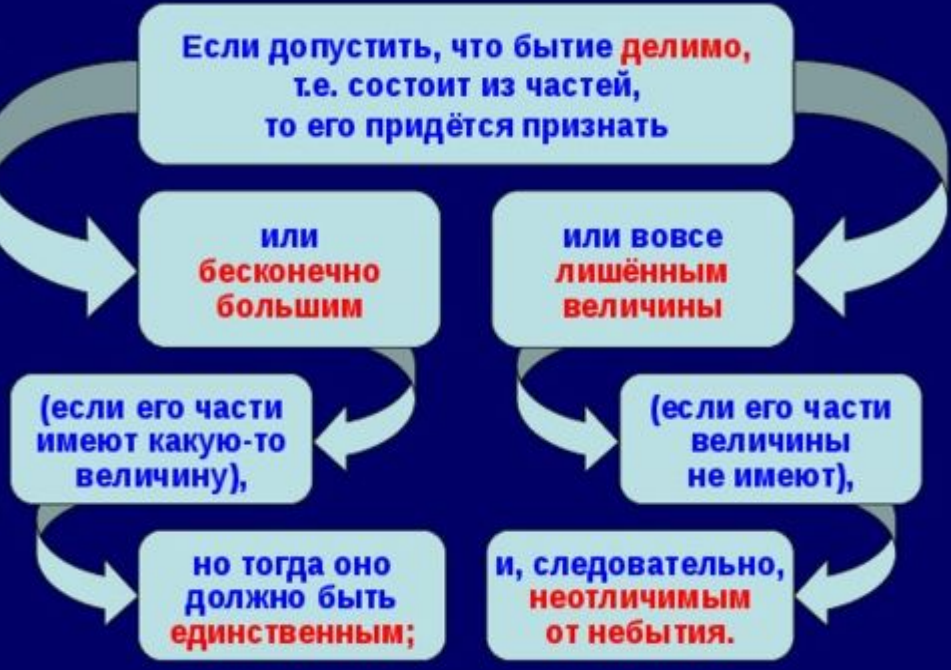 Если допустить, что бытие делимо,
т.е. состоит из частей,
то его придётся признать
или
бесконечно
большим
или вовсе
лишённым
величины
(если его части
имеют какую-то
величину),
(если его части
величины
не имеют),
но тогда оно
должно быть
единственным;
и, следовательно,
неотличимым
от небытия.